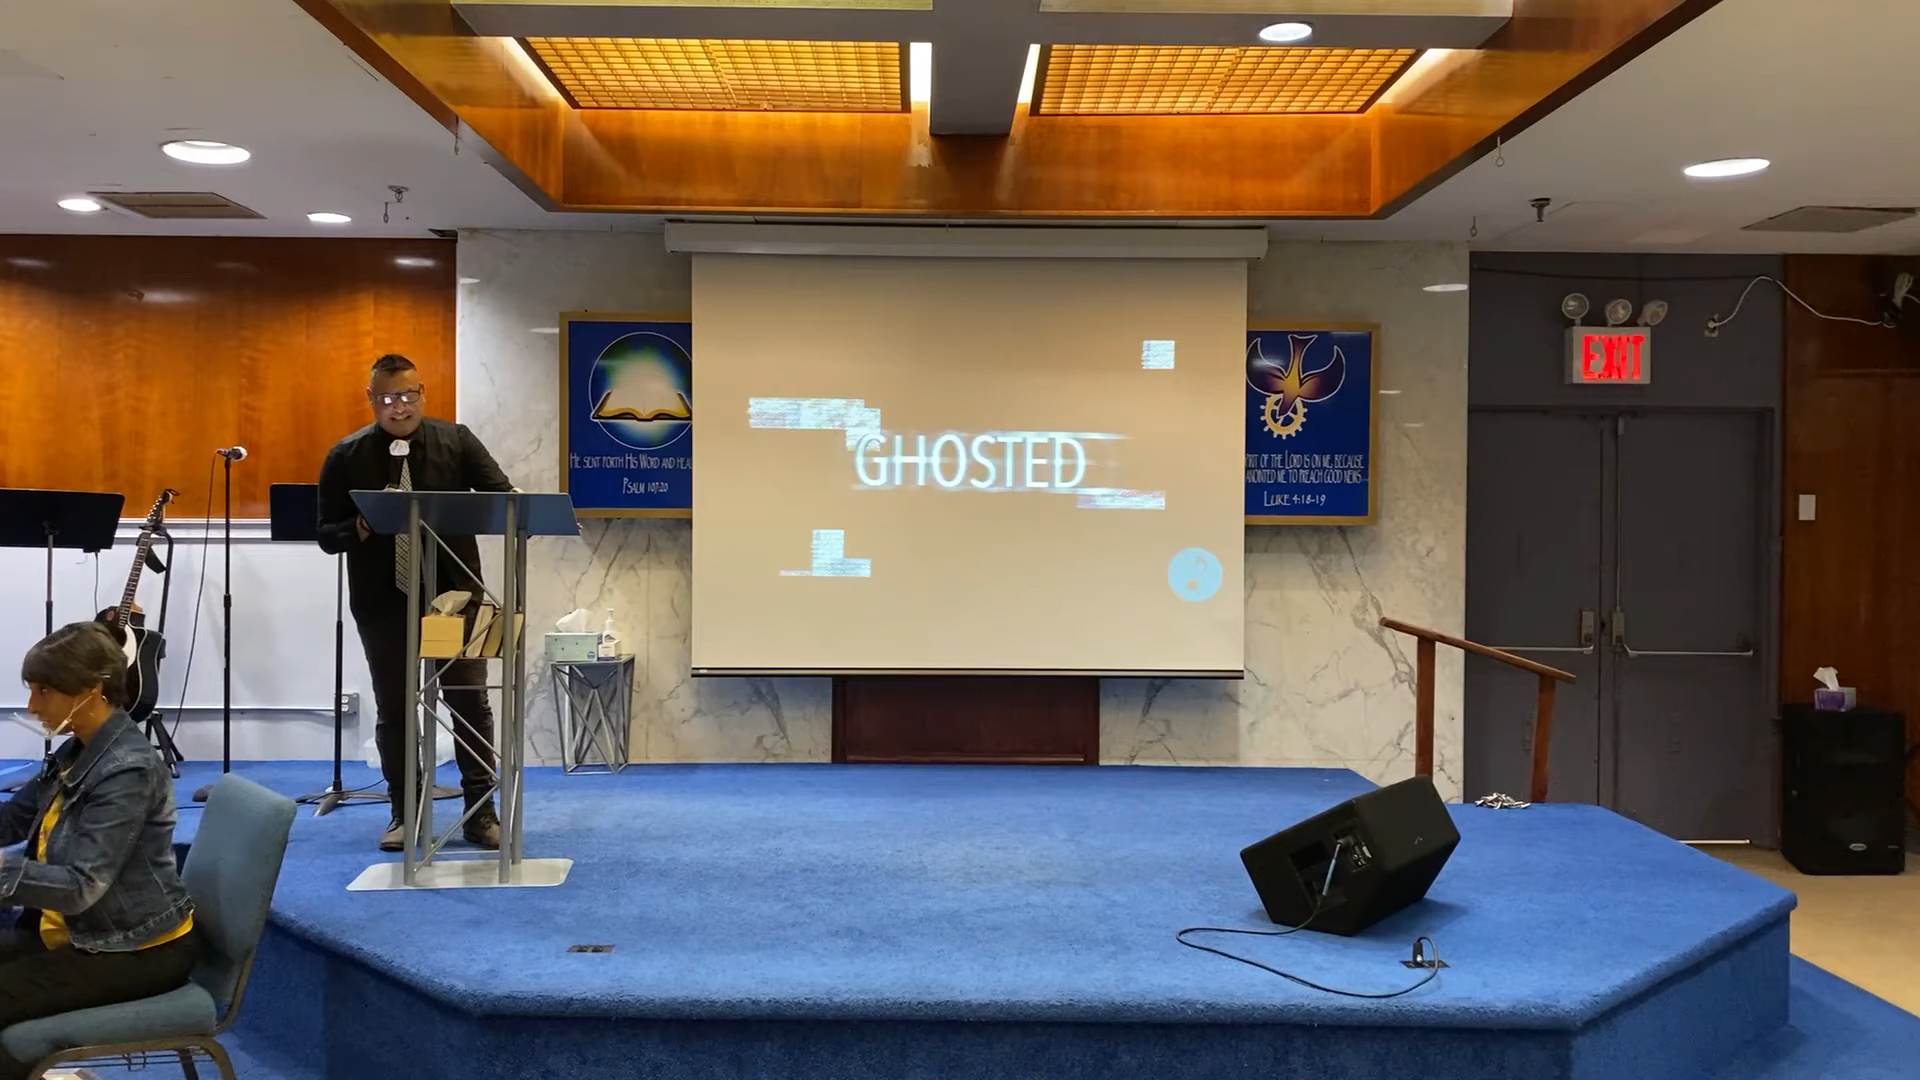 EXIT
GHOSTED
HE SENT FORTH HIS WORD AND HEAL
PSALM 107:20
PIRIT OF THE LORD IS ON ME, BECAUSE
ANOINTED ME TO PREACH GOOD NEWS...
LUKE 4:18-19